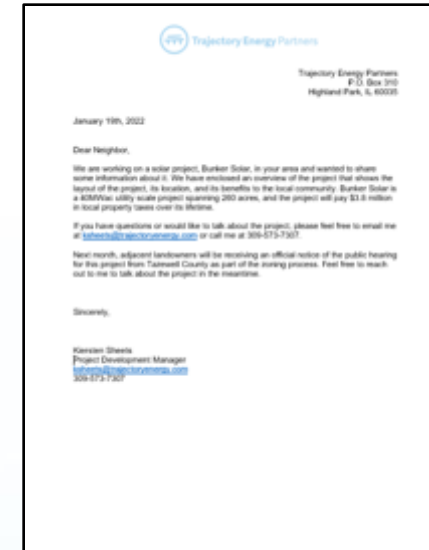 Trajectory Energy Partners
Trajectory Energy Partners
P.O. Box 310
Highland Park, IL 60035
January 19th, 2022
Dear Neighbor,
We are working on a solar project, Bunker Solar, in your area and wanted to share
some information about it. We have enclosed an overview of the project that shows the
layout of the project, its location, and its benefits to the local community. Bunker Solar is
a 40MWac utility scale project spanning 260 acres, and the project will pay $3.6 million
in local property taxes over its lifetime.
If you have questions or would like to talk about the project, please feel free to email me
at ksheets@trajectoryenergy.com or call me at 309-573-7307.
Next month, adjacent landowners will be receiving an official notice of the public hearing
for this project from Tazewell County as part of the zoning process. Feel free to reach
out to me to talk about the project in the meantime.
Sincerely,
Kiersten Sheets
Project Development Manager
ksheets@trajectoryenergy.com
309-573-7307